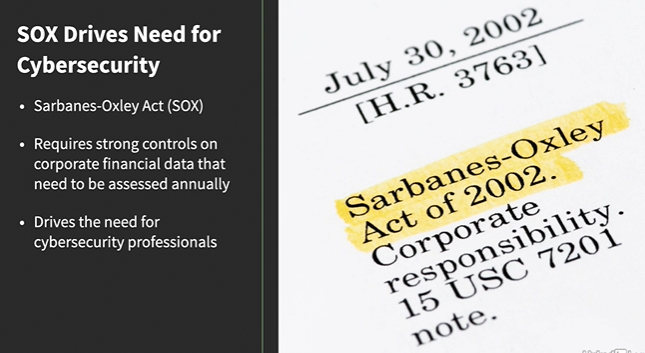 SOX Drives Need for
Cybersecurity
• Sarbanes-Oxley Act (SOX)
• Requires strong controls on
corporate financial data that
need to be assessed annually
• Drives the need for
cybersecurity professionals
July 30, 2002
[H.R. 3763]
Sarbanes-Oxley
Act of 2002.
Corporate
responsibility.
15 USC 7201
note.